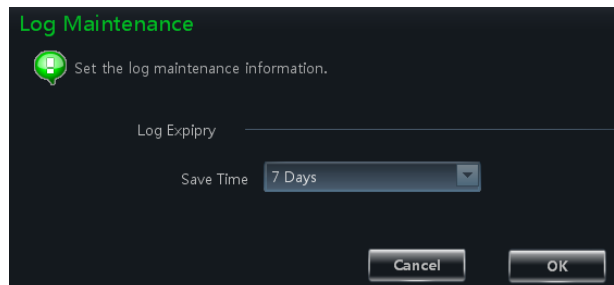 Log Maintenance
Set the log maintenance information.
Log Expipry
Save Time 7 Days
Cancel OK